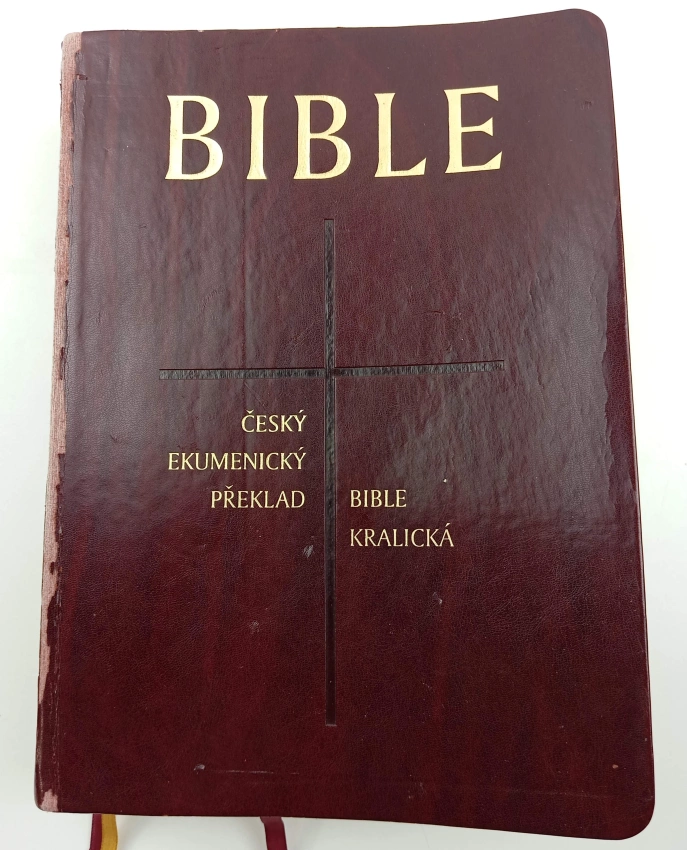 BIBLE
ČESKÝ
EKUMENICKÝ
PŘEKLAD
BIBLE
KRALICKÁ